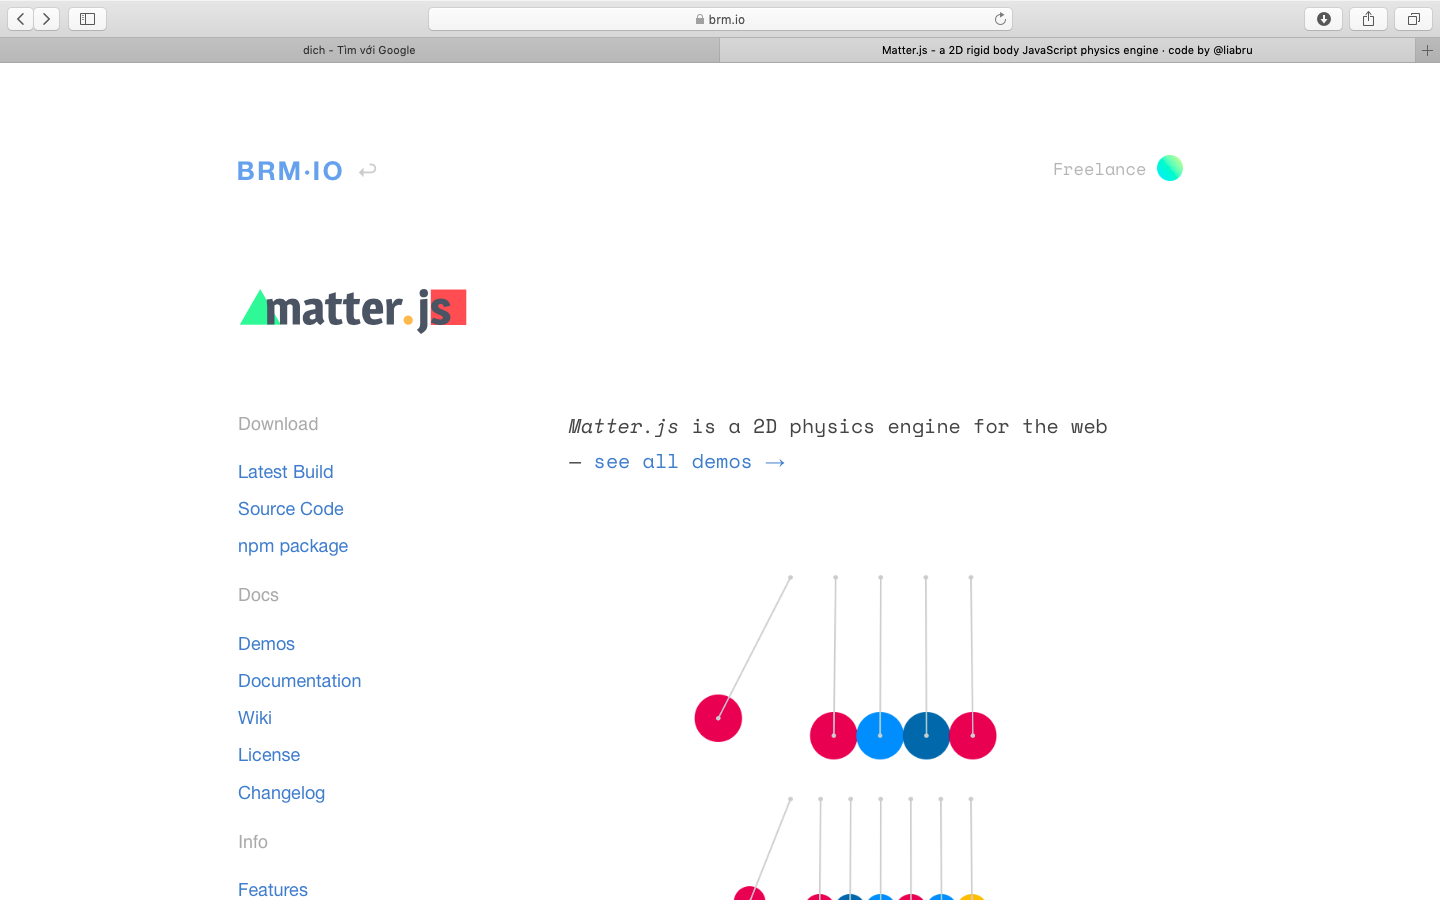 brm.io
dich - Tìm với Google
Matter.js - a 2D rigid body JavaScript physics engine · code by @liabru
BRM·IO
Freelance
matter.js
Download
Latest Build
Source Code
npm package
Docs
Demos
Documentation
Wiki
License
Changelog
Info
Features
Matter.js is a 2D physics engine for the web
— see all demos →